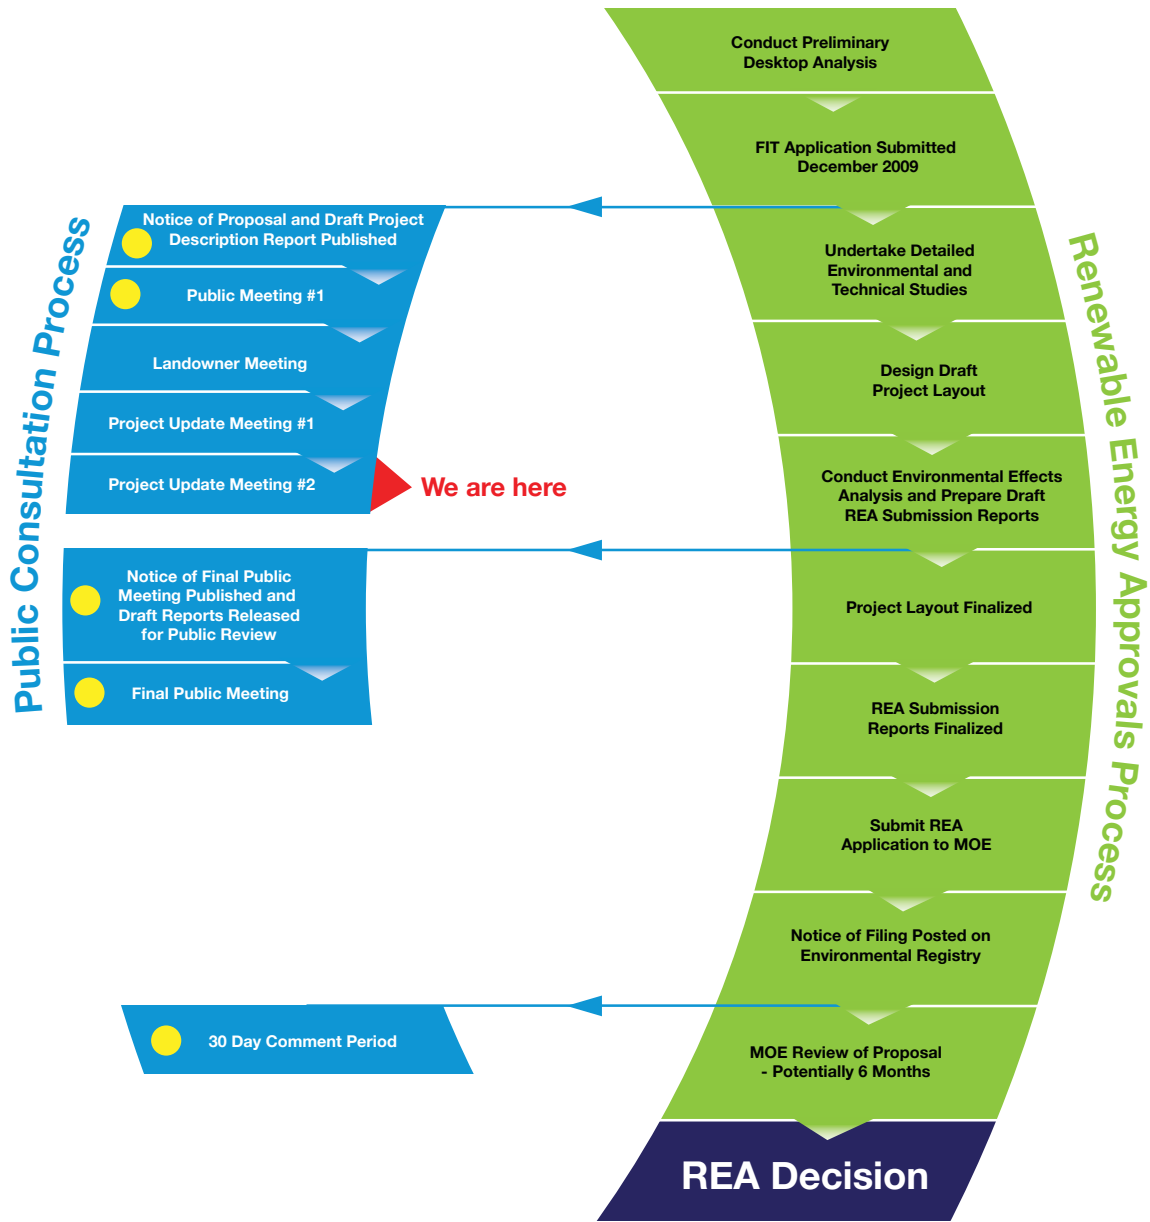 Conduct Preliminary
Desktop Analysis
FIT Application Submitted
December 2009
Undertake Detailed
Environmental and
Technical Studies
Design Draft
Project Layout
Conduct Environmental Effects
Analysis and Prepare Draft
REA Submission Reports
Project Layout Finalized
REA Submission
Reports Finalized
Submit REA
Application to MOE
Notice of Filing Posted on
Environmental Registry
MOE Review of Proposal
- Potentially 6 Months
REA Decision
Renewable Energy Approvals Process
Public Consultation Process
Notice of Proposal and Draft Project
Description Report Published
Public Meeting #1
Landowner Meeting
Project Update Meeting #1
Project Update Meeting #2
We are here
Notice of Final Public
Meeting Published and
Draft Reports Released
for Public Review
Final Public Meeting
30 Day Comment Period